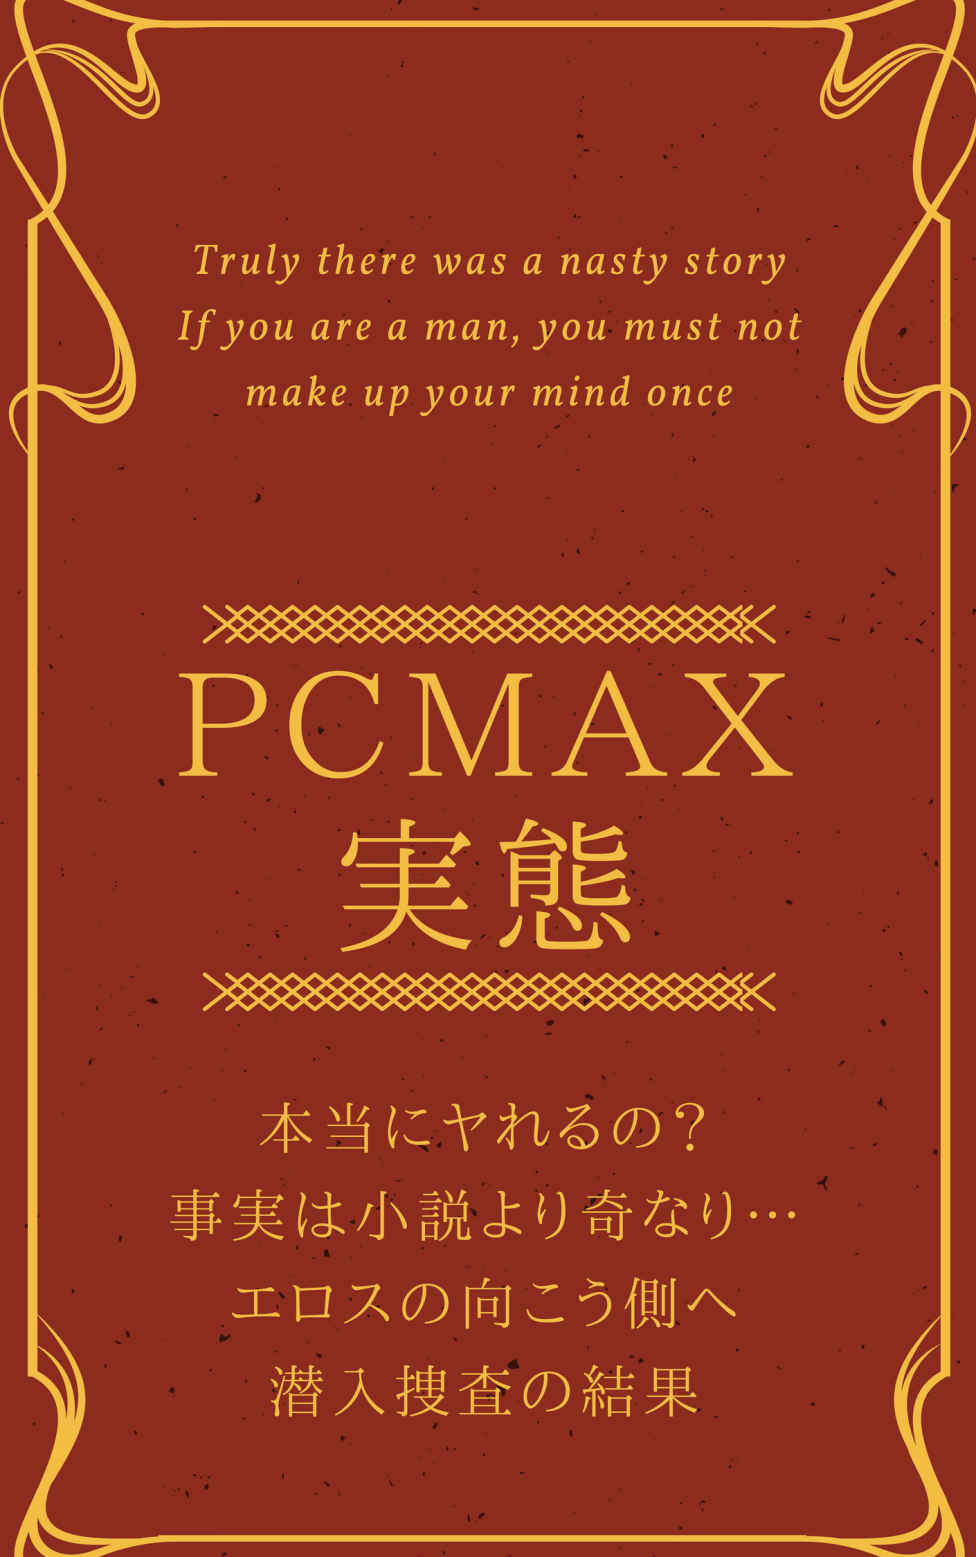 Truly there was a nasty story
If you are a man, you must not
make up your mind once
PCMAX
実態
本当にヤれるの？
事実は小説より奇なり…
エロスの向こう側へ
潜入捜査の結果